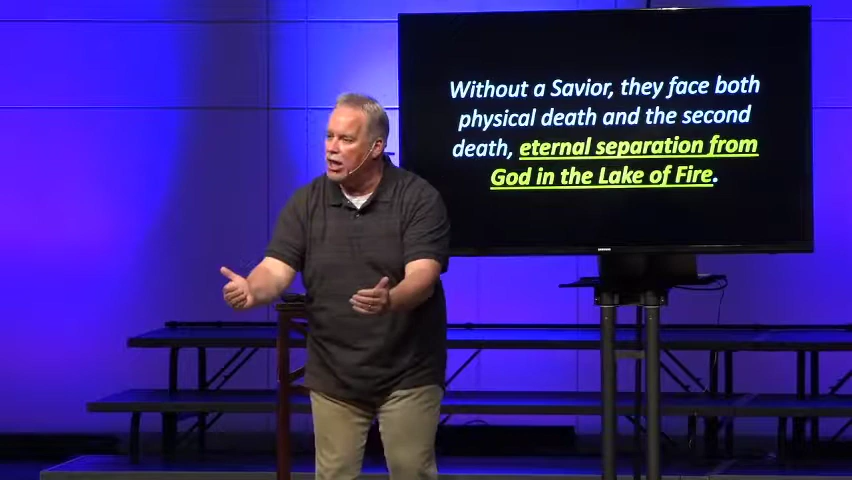 Without a Savior, they face both
physical death and the second
death, eternal separation from
God in the Lake of Fire.
SAMSUNG